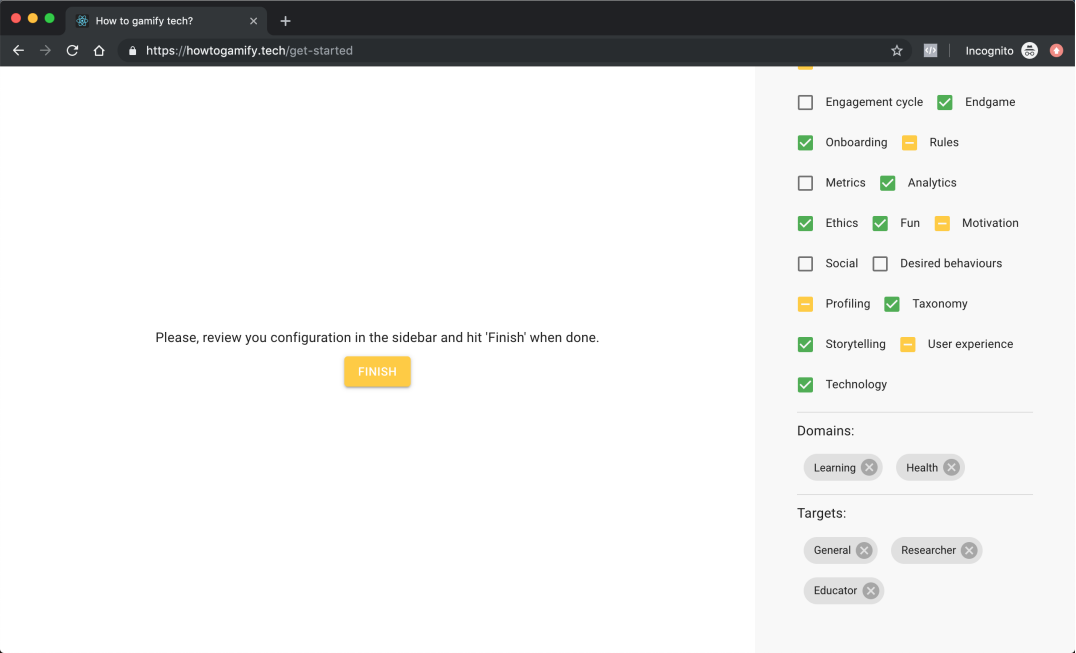 How to gamify tech?
https://howtogamify.tech/get-started
Incognito
Engagement cycle Endgame
Onboarding Rules
Metrics Analytics
Ethics Fun Motivation
Social Desired behaviours
Profiling Taxonomy
Please, review you configuration in the sidebar and hit 'Finish' when done.
Storytelling User experience
FINISH
Technology
Domains:
Learning Health
Targets:
General Researcher
Educator